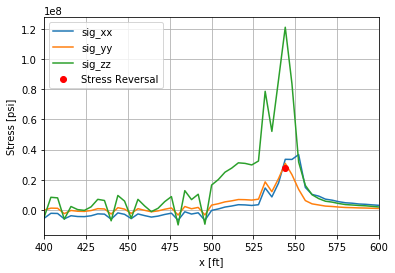 1e8
sig_xx
sig_yy
sig_zz
Stress Reversal
1.2
1.0
0.8
0.6
0.4
0.2
0.0
Stress [psi]
400 425 450 475 500 525 550 575 600
x [ft]